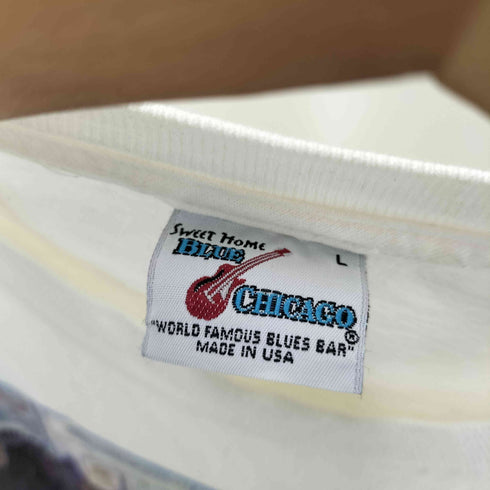 SWEET HOME
BLUE
L
CHICAGO®
"WORLD FAMOUS BLUES BAR"
MADE IN USA